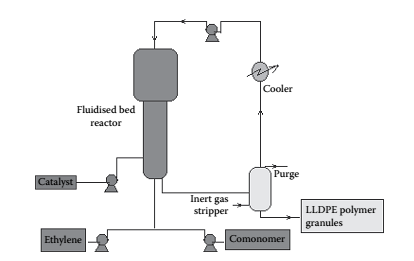 Cooler
Fluidised bed
reactor
Purge
Catalyst
Inert gas
stripper
LLDPE polymer
granules
Ethylene
Comonomer